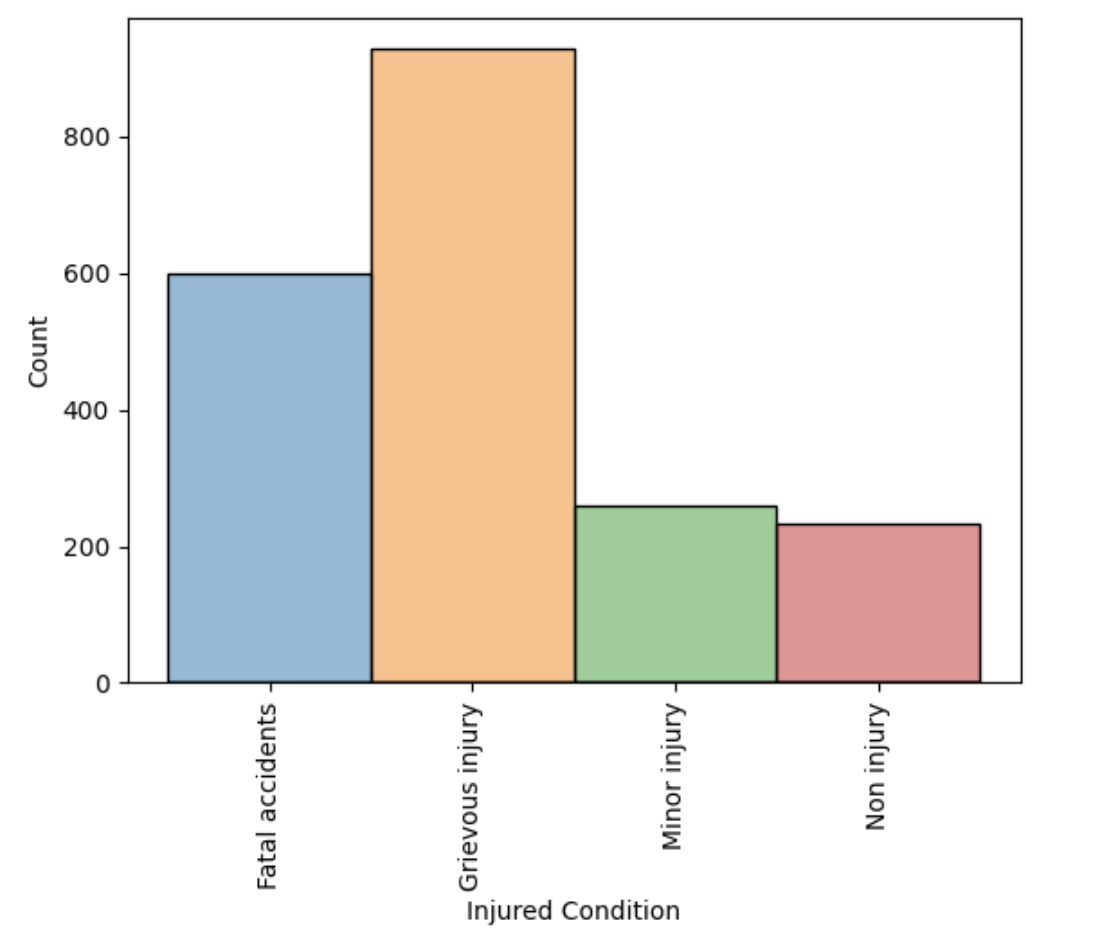 800
600
400
200
0
Count
Fatal accidents
Grievous injury
Minor injury
Non injury
Injured Condition